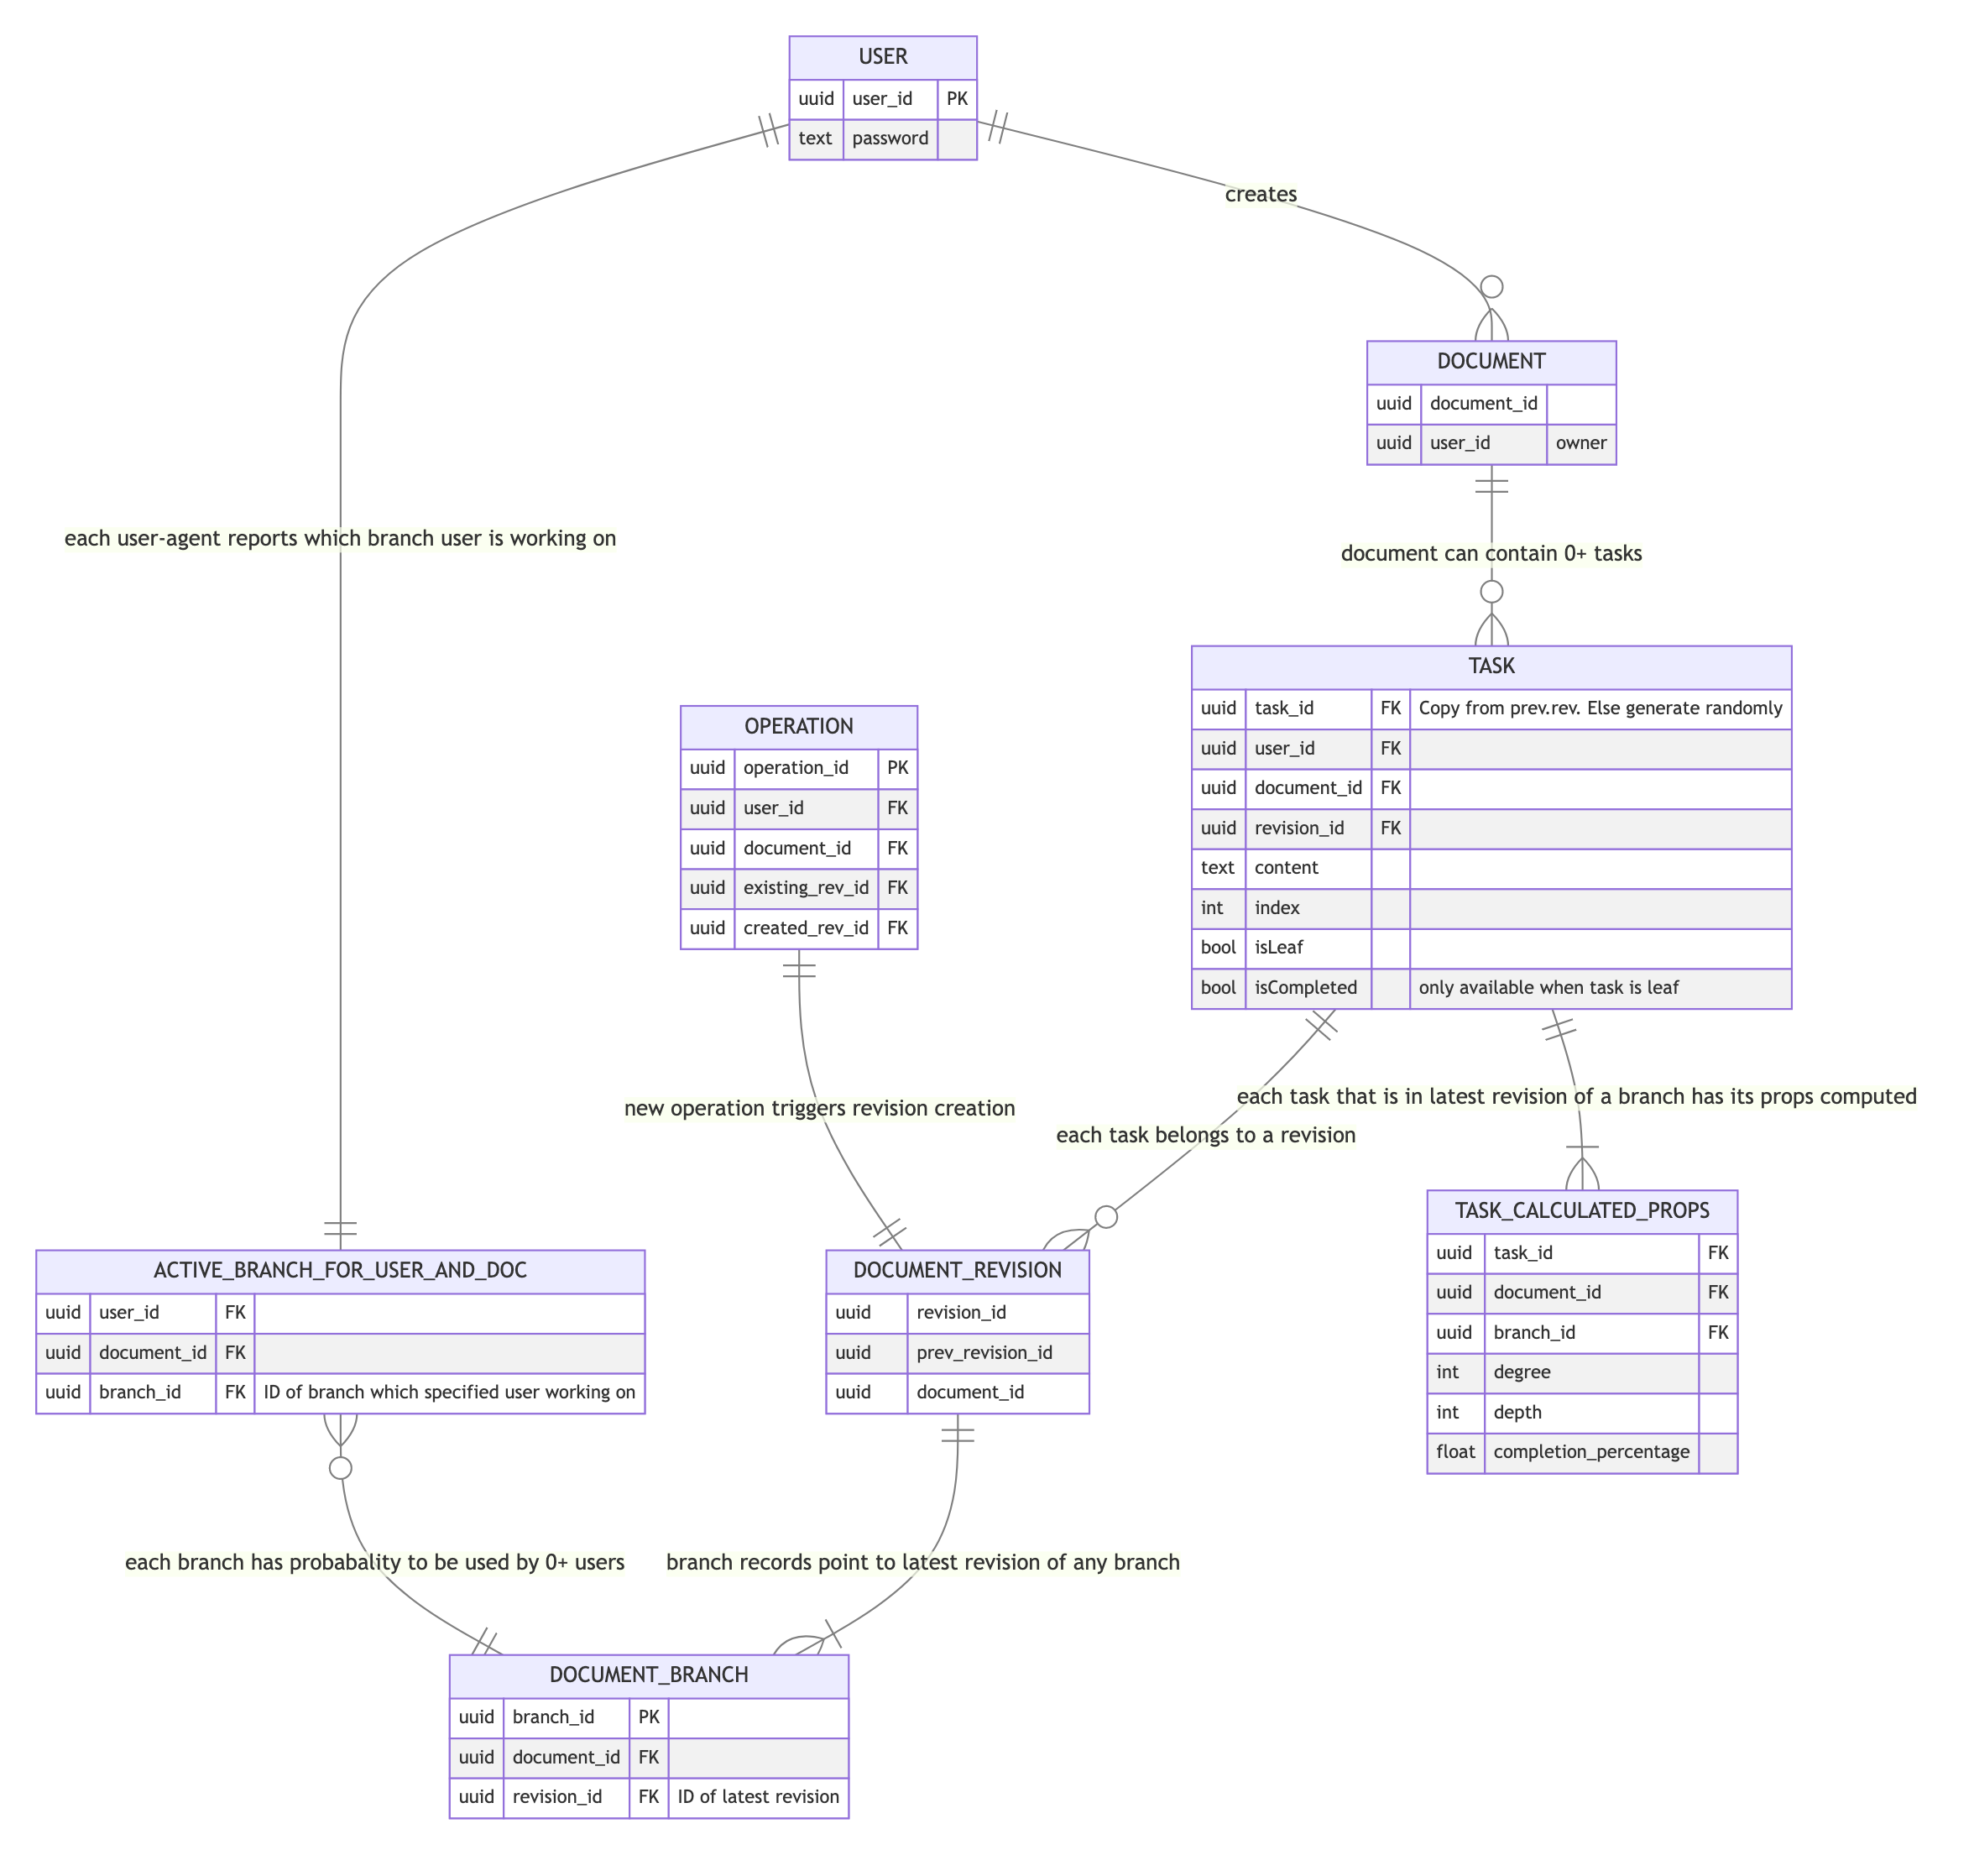 USER
uuid user_id PK
text password
creates
DOCUMENT
uuid document_id
uuid user_id owner
each user-agent reports which branch user is working on
document can contain 0+ tasks
TASK
uuid task_id FK Copy from prev.rev. Else generate randomly
uuid user_id FK
uuid document_id FK
uuid revision_id FK
text content
int index
bool isLeaf
bool isCompleted only available when task is leaf
OPERATION
uuid operation_id PK
uuid user_id FK
uuid document_id FK
uuid existing_rev_id FK
uuid created_rev_id FK
new operation triggers revision creation
each task that is in latest revision of a branch has its props computed
each task belongs to a revision
TASK_CALCULATED_PROPS
uuid task_id FK
uuid document_id FK
uuid branch_id FK
int degree
int depth
float completion_percentage
ACTIVE_BRANCH_FOR_USER_AND_DOC
uuid user_id FK
uuid document_id FK
uuid branch_id FK ID of branch which specified user working on
DOCUMENT_REVISION
uuid revision_id
uuid prev_revision_id
uuid document_id
each branch has probabality to be used by 0+ users
branch records point to latest revision of any branch
DOCUMENT_BRANCH
uuid branch_id PK
uuid document_id FK
uuid revision_id FK ID of latest revision